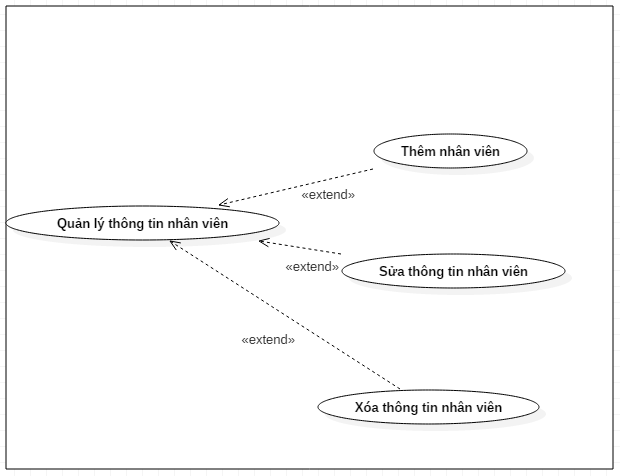 Thêm nhân viên
«extend»
Quản lý thông tin nhân viên
«extend»
Sửa thông tin nhân viên
«extend»
Xóa thông tin nhân viên